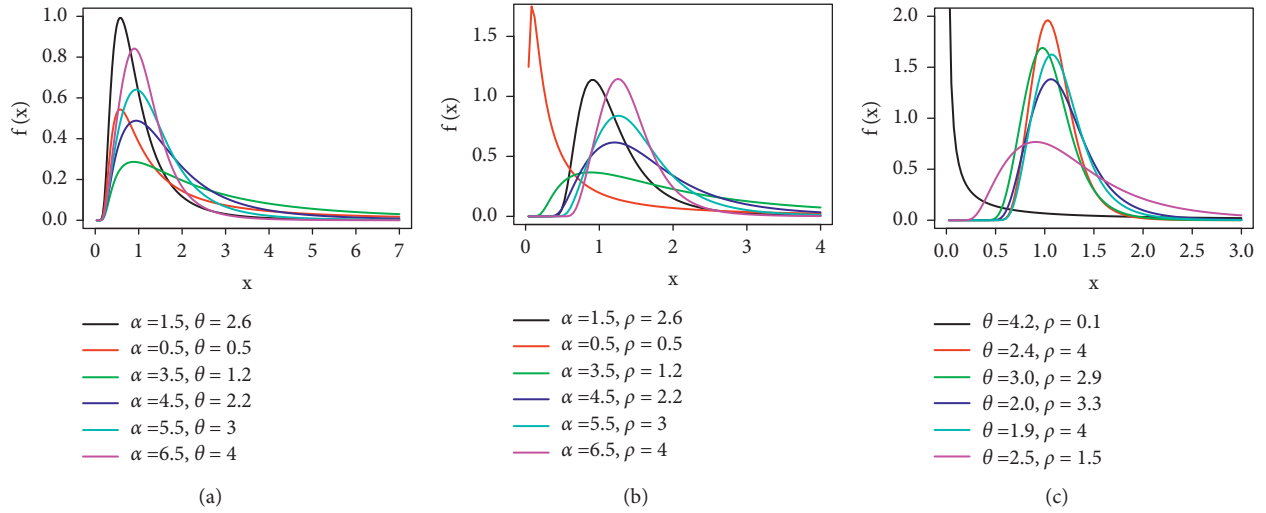 1.0
0.8
0.6
0.4
0.2
0.0
f (x)
0 1 2 3 4 5 6 7
x
α =1.5, θ = 2.6
α =0.5, θ = 0.5
α =3.5, θ = 1.2
α =4.5, θ = 2.2
α =5.5, θ = 3
α =6.5, θ = 4
(a)
1.5
1.0
0.5
0.0
f (x)
0 1 2 3 4
x
α =1.5, ρ = 2.6
α =0.5, ρ = 0.5
α =3.5, ρ = 1.2
α =4.5, ρ = 2.2
α =5.5, ρ = 3
α =6.5, ρ = 4
(b)
2.0
1.5
1.0
0.5
0.0
f (x)
0.0 0.5 1.0 1.5 2.0 2.5 3.0
x
θ =4.2, ρ = 0.1
θ =2.4, ρ = 4
θ =3.0, ρ = 2.9
θ =2.0, ρ = 3.3
θ =1.9, ρ = 4
θ =2.5, ρ = 1.5
(c)